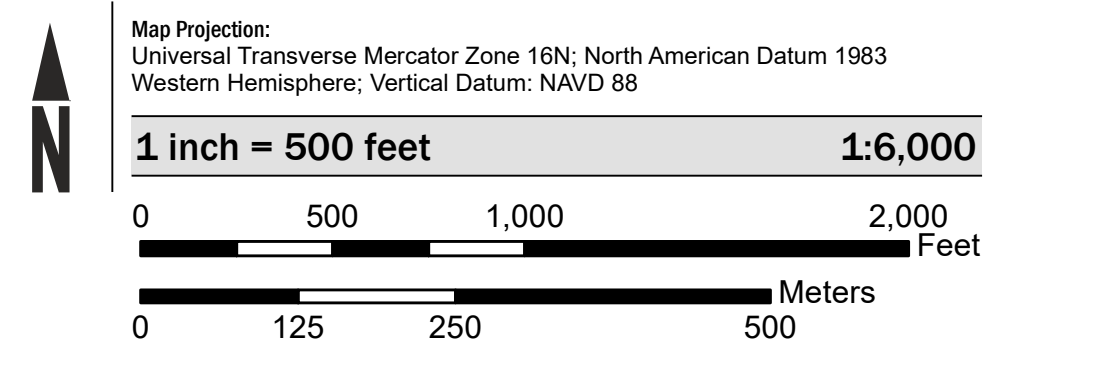 N
Map Projection:
Universal Transverse Mercator Zone 16N; North American Datum 1983
Western Hemisphere; Vertical Datum: NAVD 88
1 inch = 500 feet 1:6,000
0 500 1,000 2,000
Feet
Meters
0 125 250 500